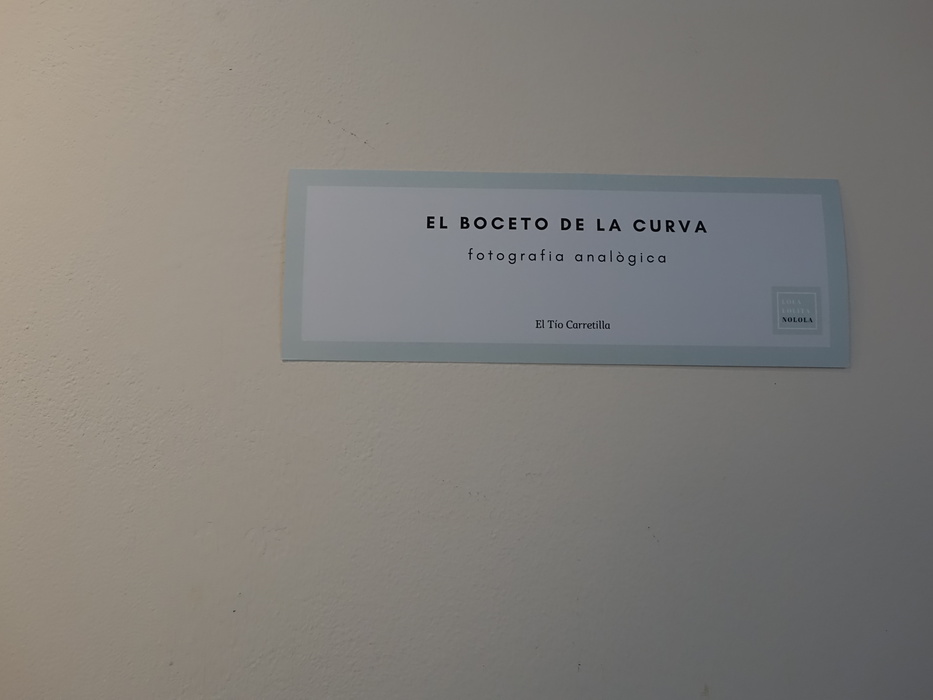 EL BOCETO DE LA CURVA
fotografia analògica
El Tío Carretilla
NOLOLA